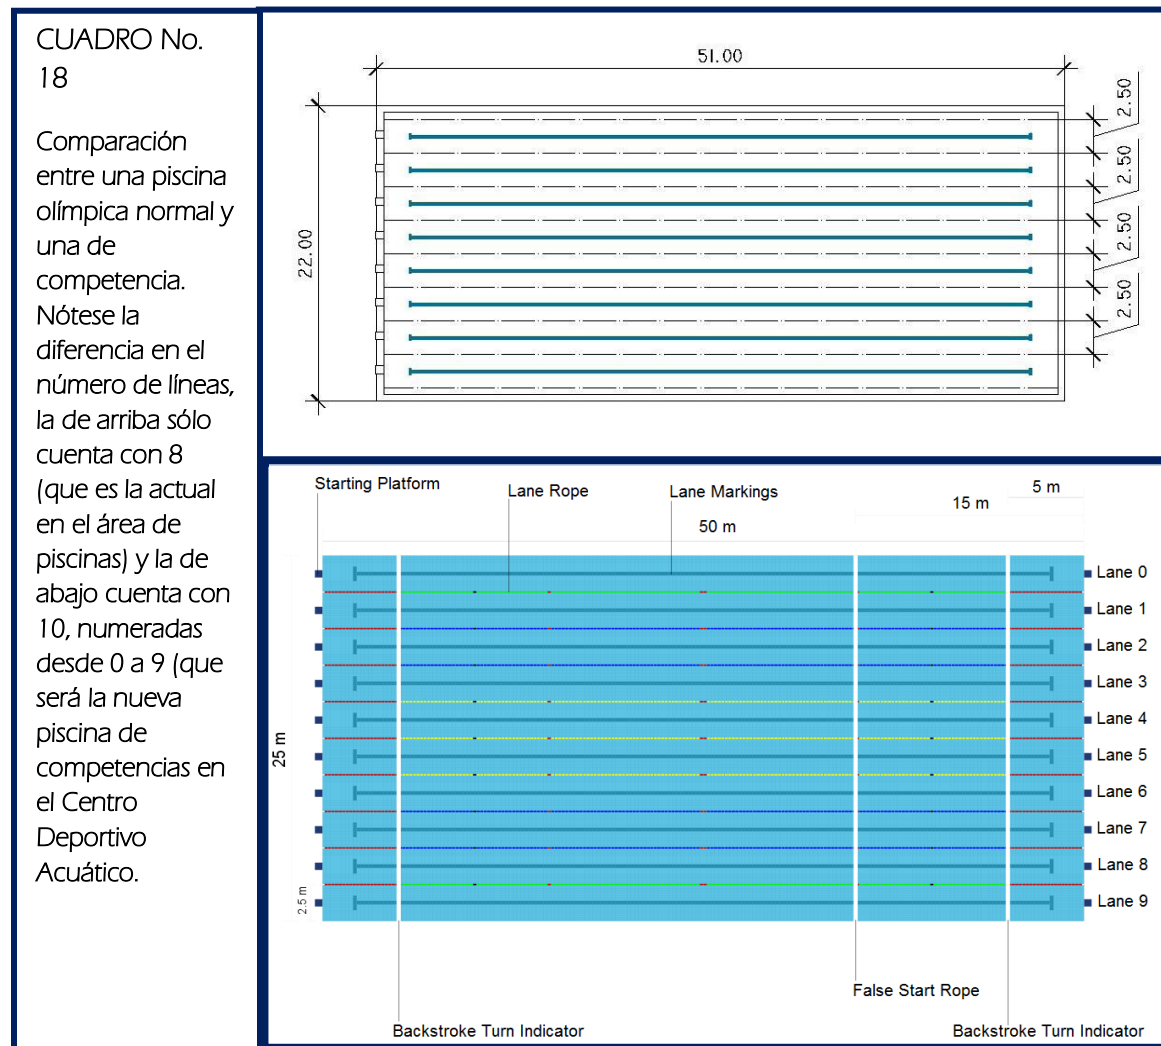 CUADRO No.
18
Comparación
entre una piscina
olímpica normal y
una de
competencia.
Nótese la
diferencia en el
número de líneas,
la de arriba sólo
cuenta con 8
(que es la actual
en el área de
piscinas) y la de
abajo cuenta con
10, numeradas
desde 0 a 9 (que
será la nueva
piscina de
competencias en
el Centro
Deportivo
Acuático.
51.00
22.00
2.50
2.50
2.50
2.50
Starting Platform
Lane Rope
Lane Markings
5 m
15 m
50 m
25 m
2.5 m
Lane 0
Lane 1
Lane 2
Lane 3
Lane 4
Lane 5
Lane 6
Lane 7
Lane 8
Lane 9
False Start Rope
Backstroke Turn Indicator
Backstroke Turn Indicator